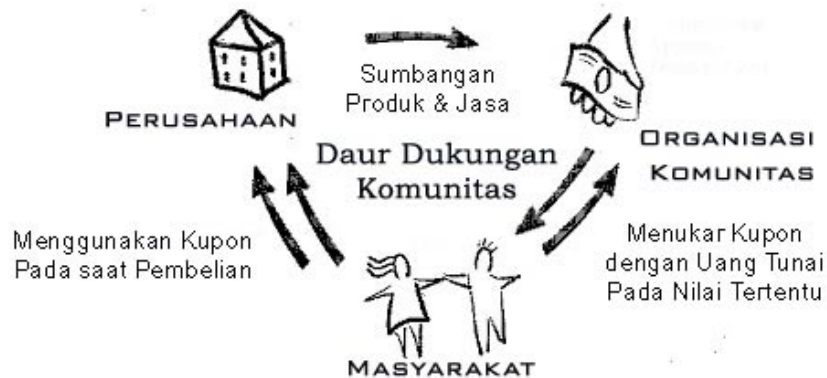 Sumbangan
Produk & Jasa
PERUSAHAAN
ORGANISASI
KOMUNITAS
Daur Dukungan
Komunitas
Menggunakan Kupon
Pada saat Pembelian
Menukar Kupon
dengan Uang Tunai
Pada Nilai Tertentu
MASYARAKAT